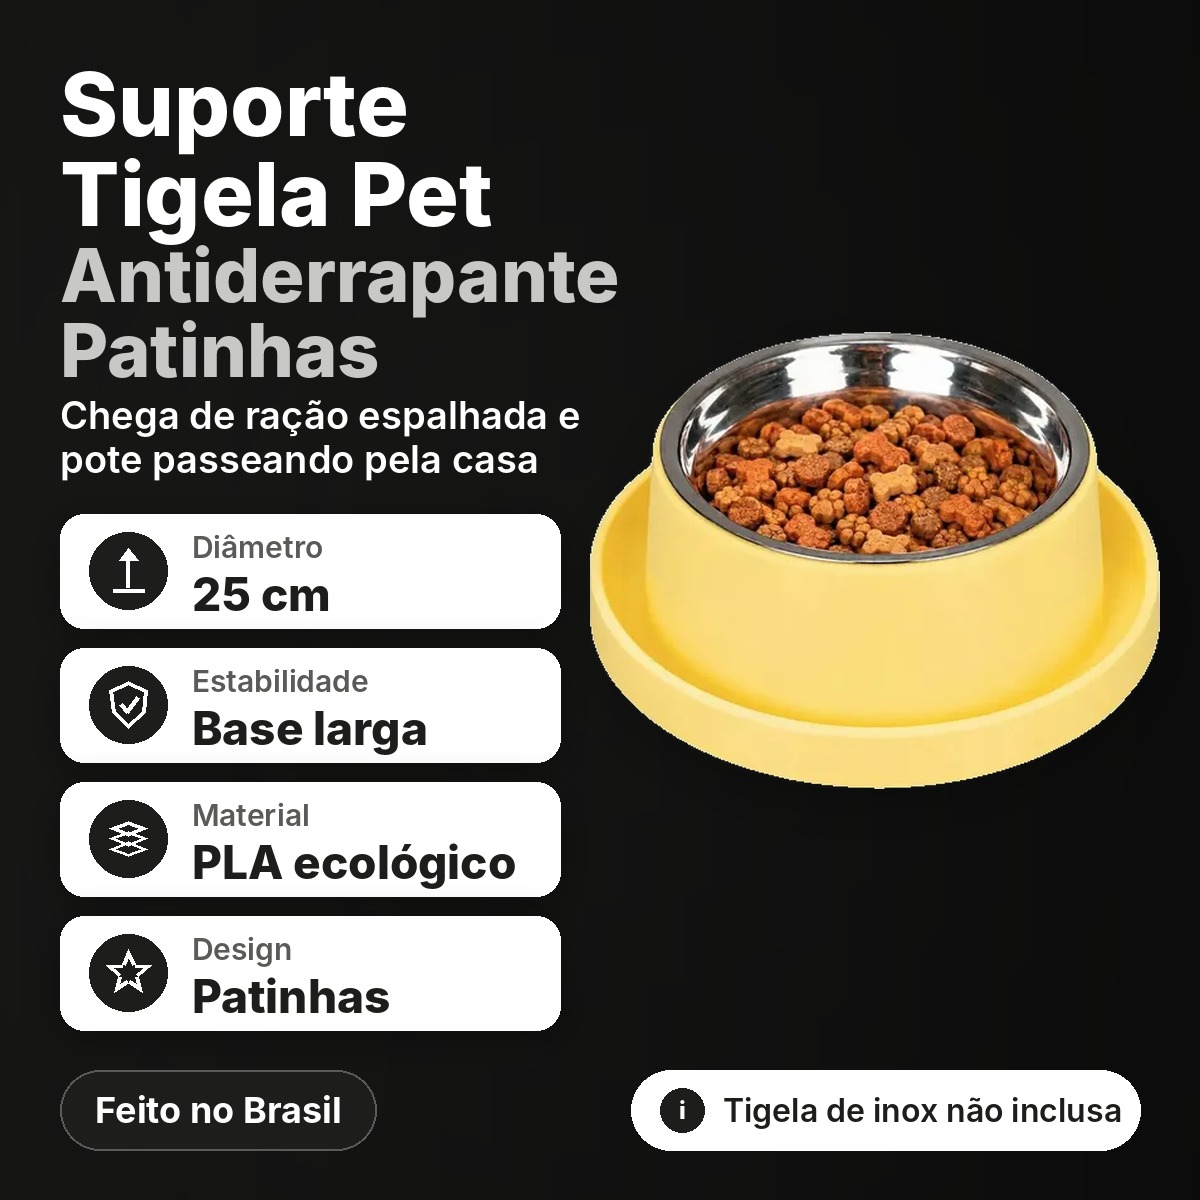 Suporte
Tigela Pet
Antiderrapante
Patinhas
Chega de ração espalhada e
pote passeando pela casa
Diâmetro
25 cm
Estabilidade
Base larga
Material
PLA ecológico
Design
Patinhas
Feito no Brasil
i Tigela de inox não inclusa